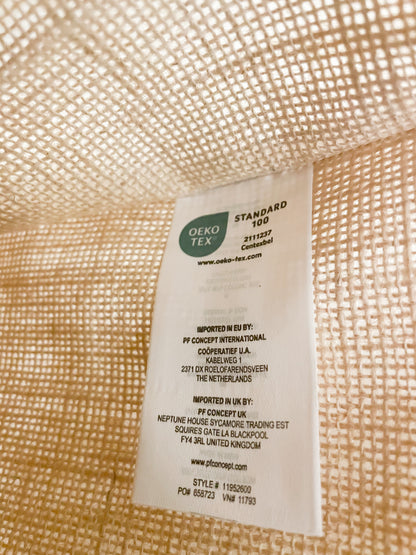 OEKO
TEX®
STANDARD
100
2111237
Centexbel
www.oeko-tex.com
IMPORTED IN EU BY:
PF CONCEPT INTERNATIONAL
COÖPERATIEF U.A.
KABELWEG 1
2371 DX ROELOFARENDSVEEN
THE NETHERLANDS
IMPORTED IN UK BY:
PF CONCEPT UK
NEPTUNE HOUSE SYCAMORE TRADING EST
SQUIRES GATE LA BLACKPOOL
FY4 3RL UNITED KINGDOM
www.pfconcept.com
STYLE # 11952600
PO# 658723 VN# 11793